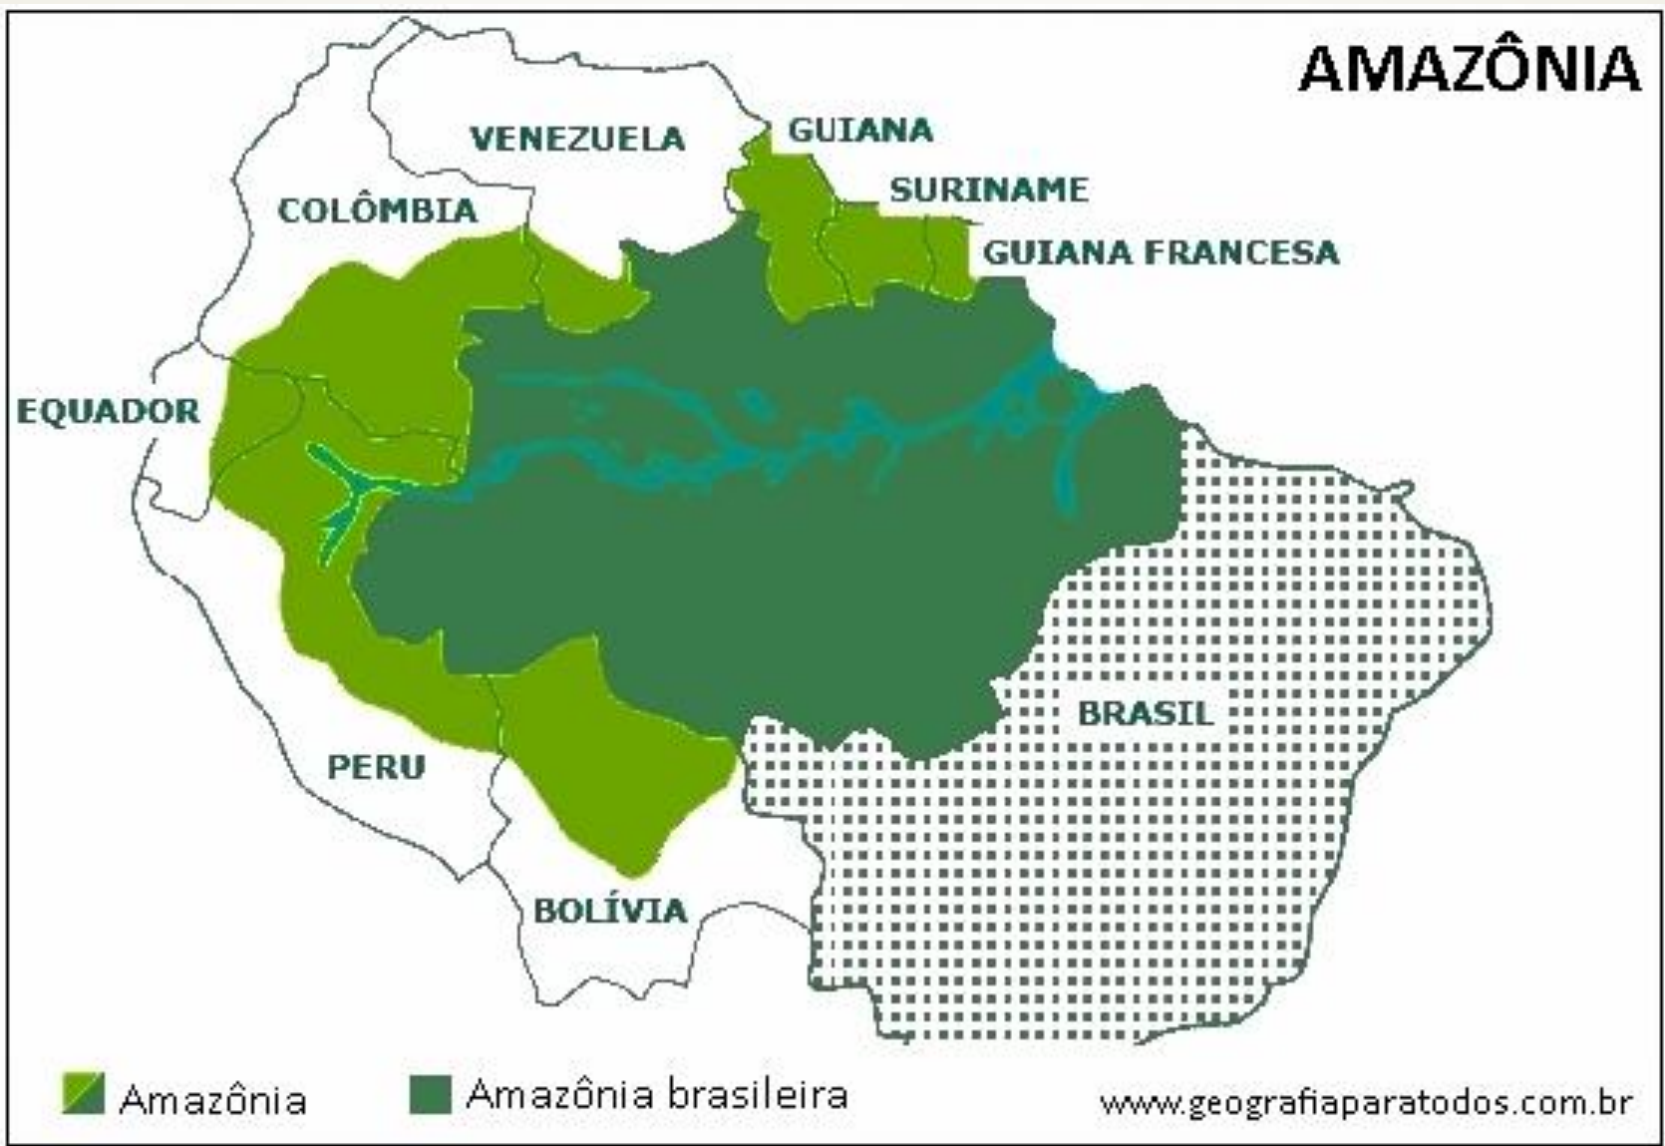 AMAZÔNIA
VENEZUELA
GUIANA
COLÔMBIA
SURINAME
GUIANA FRANCESA
EQUADOR
BRASIL
PERU
BOLÍVIA
Amazônia
Amazônia brasileira
www.geografiaparatodos.com.br